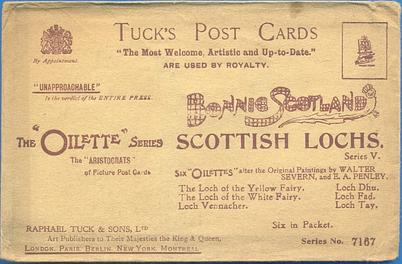 TUCK'S POST CARDS
"The Most Welcome, Artistic and Up-to-Date."
ARE USED BY ROYALTY.
By Appointment.
"UNAPPROACHABLE"
Is the verdict of the ENTIRE PRESS.
BONNIE SCOTLAND
THE "OILETTE" SERIES
SCOTTISH LOCHS.
Series V.
The "ARISTOCRATS"
of Picture Post Cards
SIX "OILETTES" after the Original Paintings by WALTER
SEVERN, and E. A. PENLEY.
The Loch of the Yellow Fairy. Loch Dhu.
The Loch of the White Fairy. Loch Fad.
Loch Vennacher. Loch Tay.
Six in Packet.
RAPHAEL TUCK & SONS, LTD
Art Publishers to Their Majesties the King & Queen,
LONDON. PARIS. BERLIN. NEW YORK. MONTREAL.
Series No. 7167